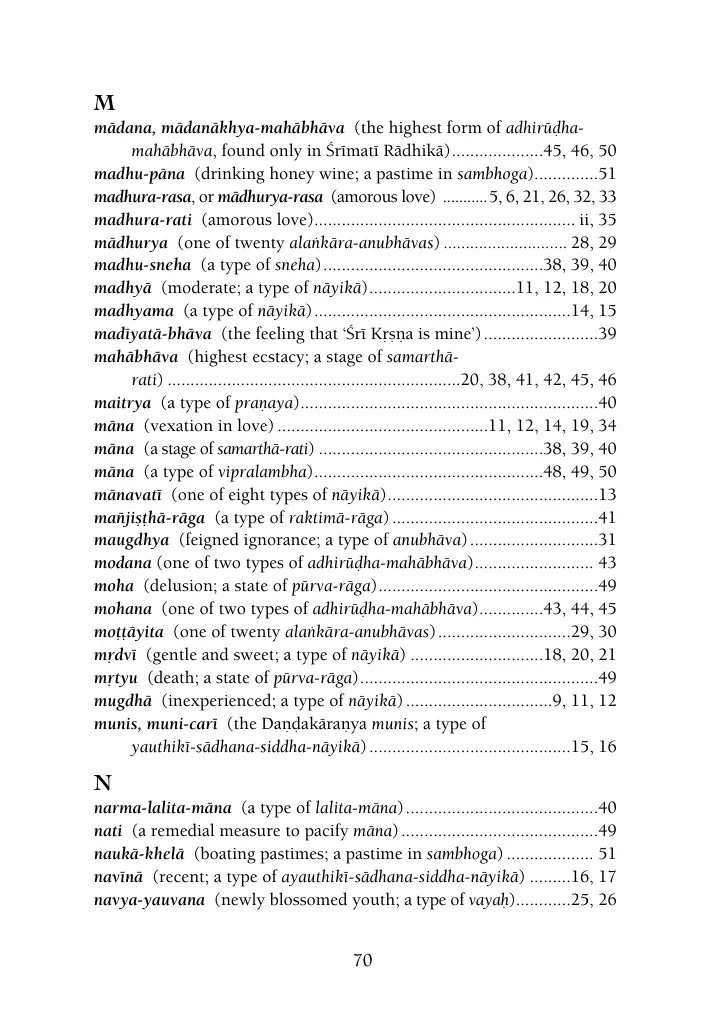 M
mādana, mādanākhya-mahābhāva (the highest form of adhirūḍha-
mahābhāva, found only in Śrīmatī Rādhikā)....................45, 46, 50
madhu-pāna (drinking honey wine; a pastime in sambhoga)..............51
madhura-rasa, or mādhurya-rasa (amorous love) ...........5, 6, 21, 26, 32, 33
madhura-rati (amorous love)......................................................... ii, 35
mādhurya (one of twenty alaṅkāra-anubhāvas) ........................... 28, 29
madhu-sneha (a type of sneha)................................................38, 39, 40
madhyā (moderate; a type of nāyikā)................................11, 12, 18, 20
madhyama (a type of nāyikā)........................................................14, 15
madīyatā-bhāva (the feeling that ‘Śrī Kṛṣṇa is mine’).........................39
mahābhāva (highest ecstacy; a stage of samarthā-
rati) ................................................................20, 38, 41, 42, 45, 46
maitrya (a type of praṇaya).................................................................40
māna (vexation in love) ..............................................11, 12, 14, 19, 34
māna (a stage of samarthā-rati) .................................................38, 39, 40
māna (a type of vipralambha)..................................................48, 49, 50
mānavatī (one of eight types of nāyikā)..............................................13
mañjiṣṭhā-rāga (a type of raktimā-rāga) .............................................41
maugdhya (feigned ignorance; a type of anubhāva)............................31
modana (one of two types of adhirūḍha-mahābhāva).......................... 43
moha (delusion; a state of pūrva-rāga)................................................49
mohana (one of two types of adhirūḍha-mahābhāva)..............43, 44, 45
moṭṭāyita (one of twenty alaṅkāra-anubhāvas).............................29, 30
mṛdvī (gentle and sweet; a type of nāyikā) .............................18, 20, 21
mṛtyu (death; a state of pūrva-rāga)....................................................49
mugdhā (inexperienced; a type of nāyikā)................................9, 11, 12
munis, muni-carī (the Daṇḍakāraṇya munis; a type of
yauthikī-sādhana-siddha-nāyikā)............................................15, 16
N
narma-lalita-māna (a type of lalita-māna)..........................................40
nati (a remedial measure to pacify māna)...........................................49
naukā-khelā (boating pastimes; a pastime in sambhoga) ................... 51
navīnā (recent; a type of ayauthikī-sādhana-siddha-nāyikā) .........16, 17
navya-yauvana (newly blossomed youth; a type of vayaḥ)............25, 26
70